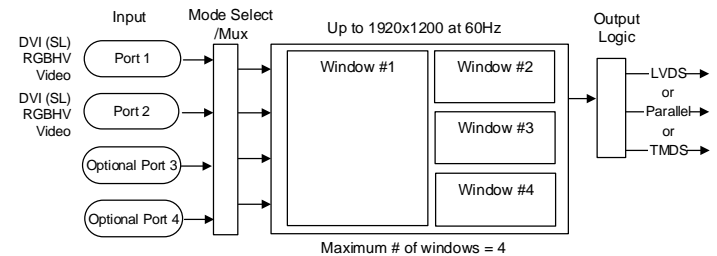 Input
Mode Select
/Mux
Up to 1920x1200 at 60Hz
Output
Logic
DVI (SL)
RGBHV
Video
Port 1
DVI (SL)
RGBHV
Video
Port 2
Optional Port 3
Optional Port 4
Window #1
Window #2
Window #3
Window #4
LVDS
or
Parallel
or
TMDS
Maximum # of windows = 4